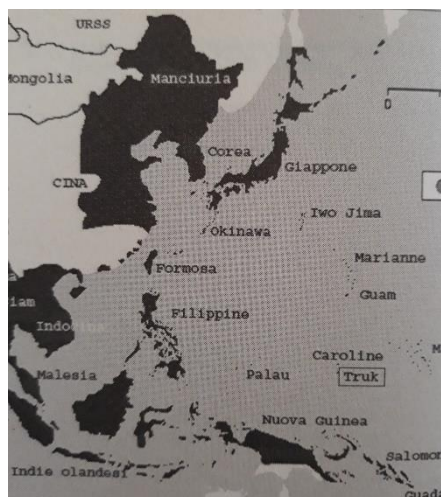 URSS
Mongolia
Manciuria
Corea
Giappone
CINA
Iwo Jima
Okinawa
Marianne
Formosa
Guam
Filippine
Caroline
Malesia
Palau
Truk
Nuova Guinea
Salomon
Indie olandesi